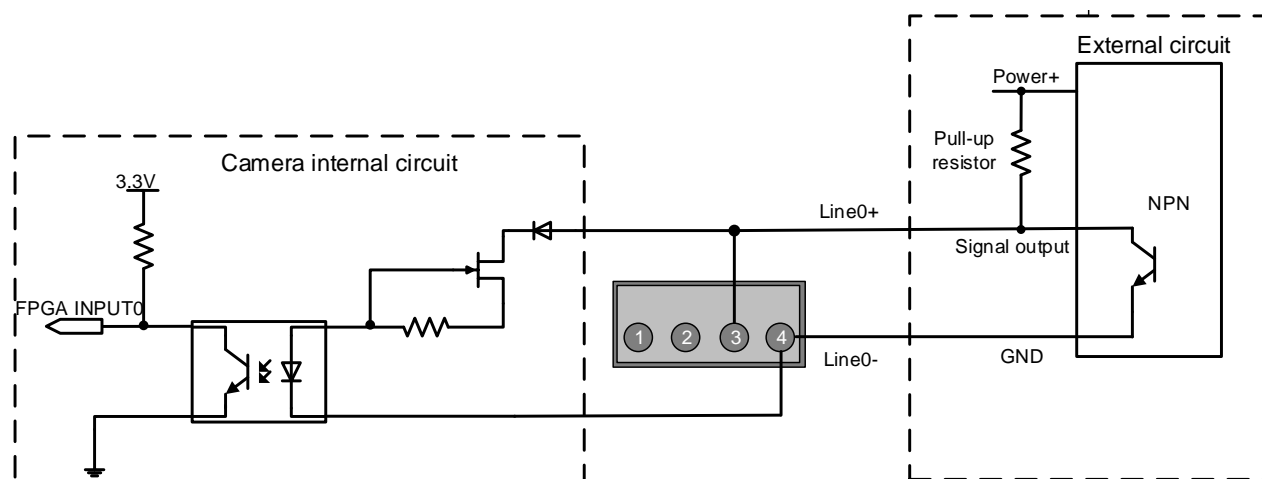 External circuit
Power+
Pull-up
resistor
Camera internal circuit
3.3V
NPN
Line0+
Signal output
FPGA INPUT0
1 2 3 4
Line0-
GND